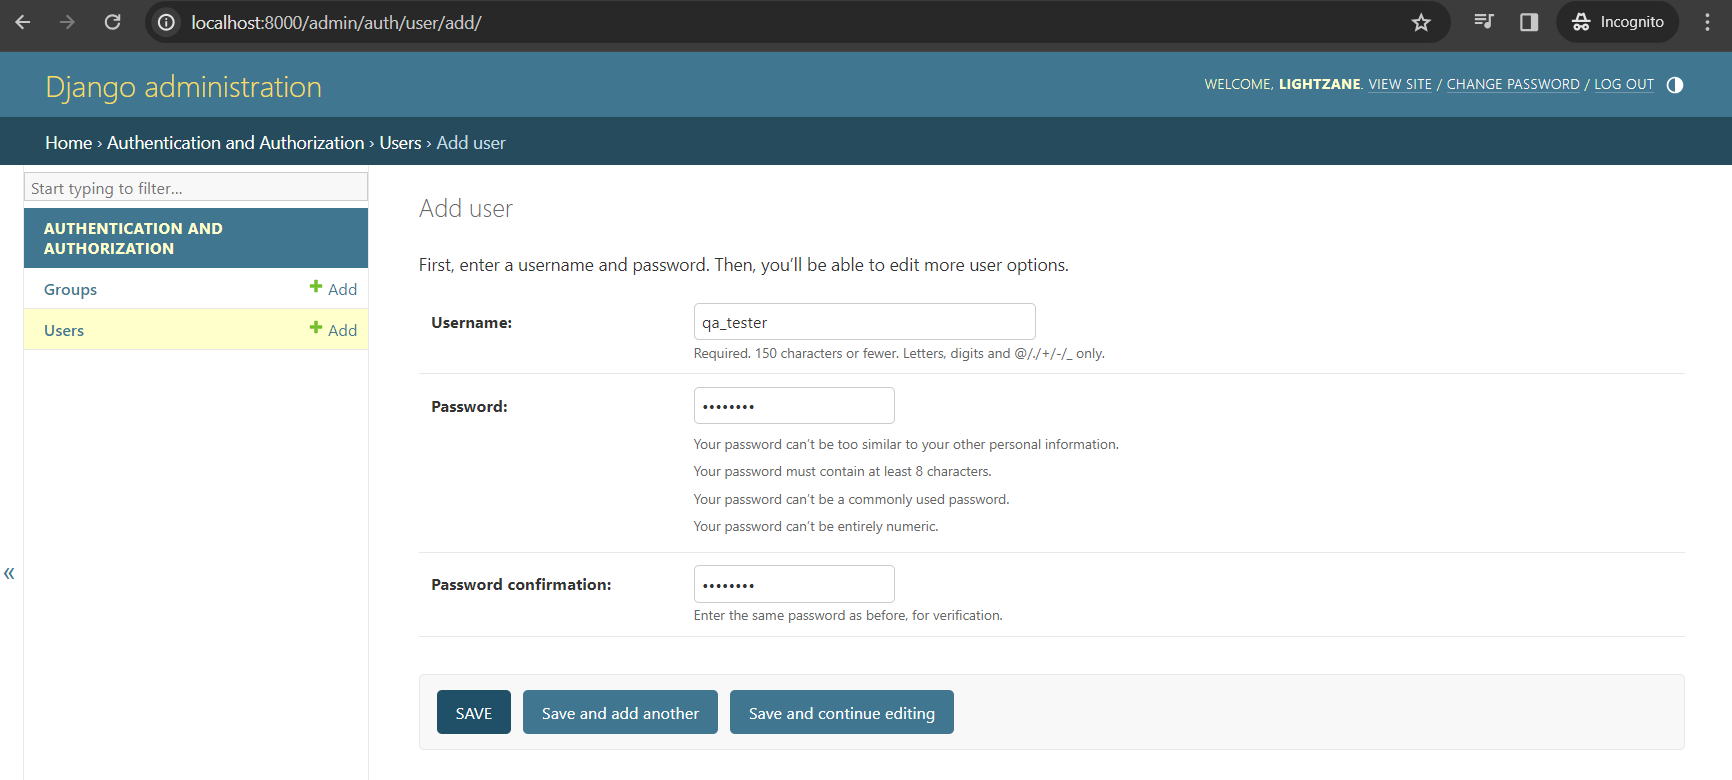 localhost:8000/admin/auth/user/add/
Incognito
Django administration
WELCOME, LIGHTZANE. VIEW SITE / CHANGE PASSWORD / LOG OUT
Home › Authentication and Authorization › Users › Add user
Start typing to filter...
AUTHENTICATION AND
AUTHORIZATION
Groups
+ Add
Users
+ Add
«
Add user
First, enter a username and password. Then, you’ll be able to edit more user options.
Username:
qa_tester
Required. 150 characters or fewer. Letters, digits and @/./+/-/_ only.
Password:
••••••••
Your password can’t be too similar to your other personal information.
Your password must contain at least 8 characters.
Your password can’t be a commonly used password.
Your password can’t be entirely numeric.
Password confirmation:
••••••••
Enter the same password as before, for verification.
SAVE
Save and add another
Save and continue editing